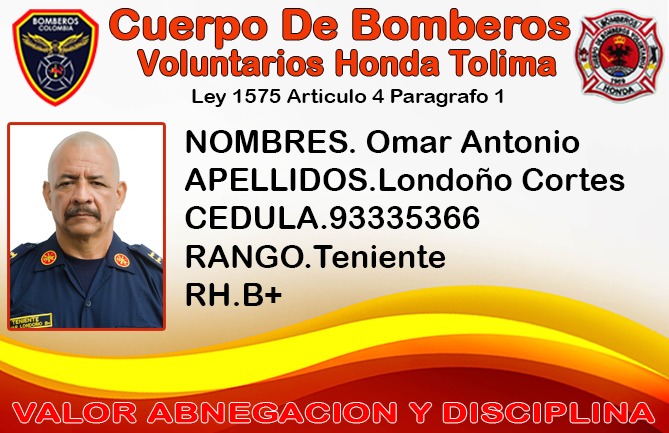 BOMBEROS
COLOMBIA
Cuerpo De Bomberos
Voluntarios Honda Tolima
Ley 1575 Articulo 4 Paragrafo 1
BOMBEROS
HONDA
NOMBRES. Omar Antonio
APELLIDOS.Londoño Cortes
CEDULA.93335366
RANGO.Teniente
RH.B+
TENIENTE
LONDOÑO B+
VALOR ABNEGACION Y DISCIPLINA